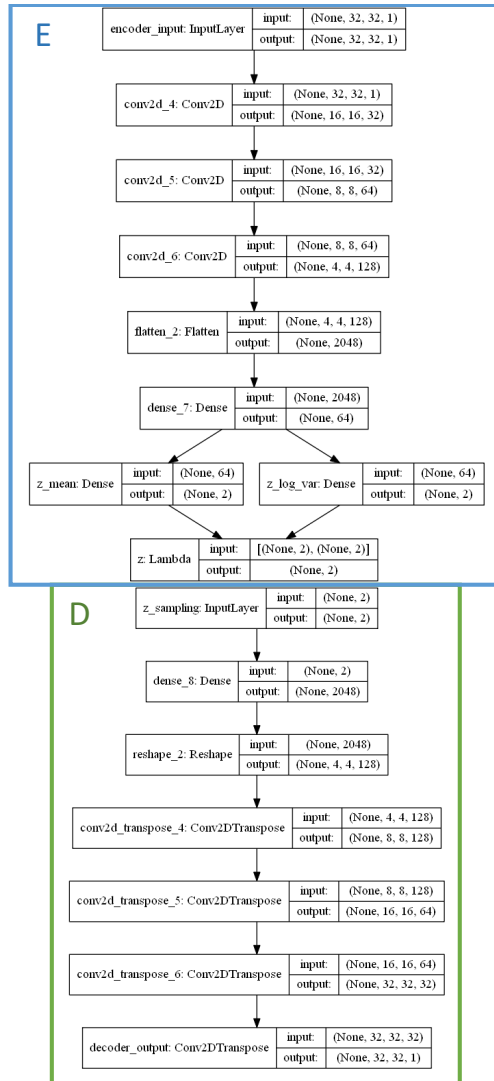 E
encoder_input: InputLayer
input: (None, 32, 32, 1)
output: (None, 32, 32, 1)
conv2d_4: Conv2D
input: (None, 32, 32, 1)
output: (None, 16, 16, 32)
conv2d_5: Conv2D
input: (None, 16, 16, 32)
output: (None, 8, 8, 64)
conv2d_6: Conv2D
input: (None, 8, 8, 64)
output: (None, 4, 4, 128)
flatten_2: Flatten
input: (None, 4, 4, 128)
output: (None, 2048)
dense_7: Dense
input: (None, 2048)
output: (None, 64)
z_mean: Dense
input: (None, 64)
output: (None, 2)
z_log_var: Dense
input: (None, 64)
output: (None, 2)
z: Lambda
input: [(None, 2), (None, 2)]
output: (None, 2)
D
z_sampling: InputLayer
input: (None, 2)
output: (None, 2)
dense_8: Dense
input: (None, 2)
output: (None, 2048)
reshape_2: Reshape
input: (None, 2048)
output: (None, 4, 4, 128)
conv2d_transpose_4: Conv2DTranspose
input: (None, 4, 4, 128)
output: (None, 8, 8, 128)
conv2d_transpose_5: Conv2DTranspose
input: (None, 8, 8, 128)
output: (None, 16, 16, 64)
conv2d_transpose_6: Conv2DTranspose
input: (None, 16, 16, 64)
output: (None, 32, 32, 32)
decoder_output: Conv2DTranspose
input: (None, 32, 32, 32)
output: (None, 32, 32, 1)